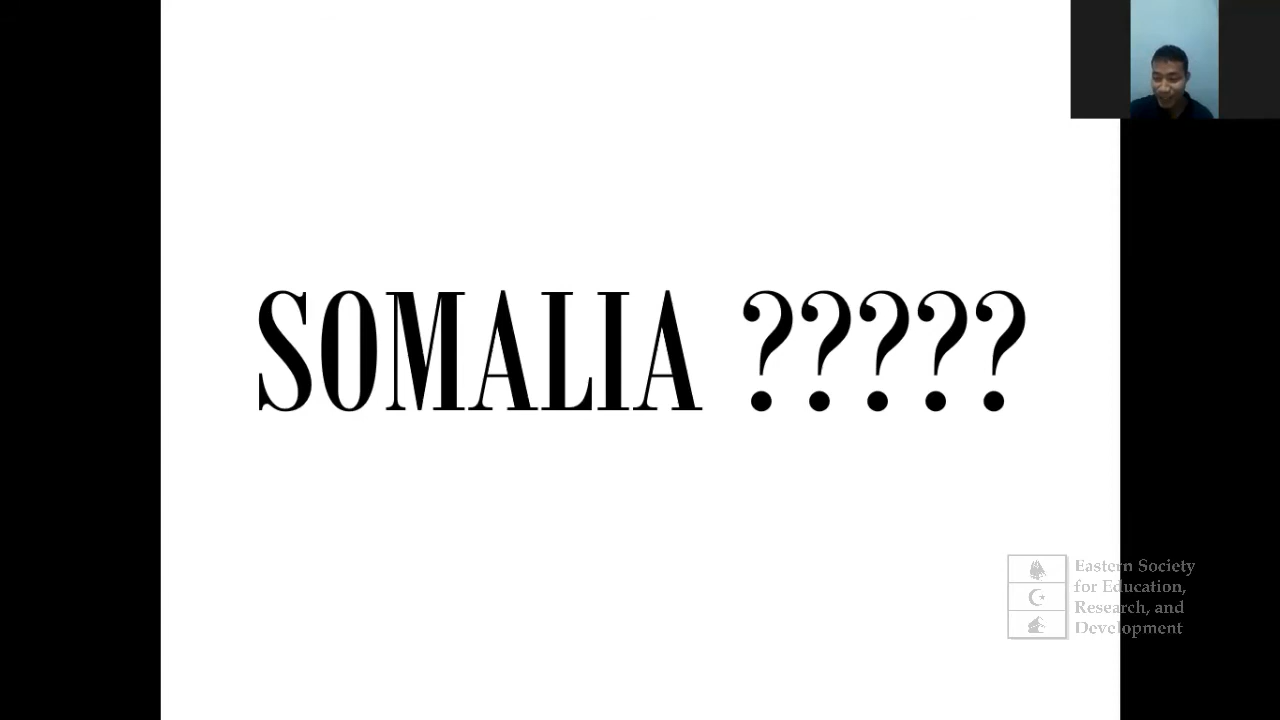 SOMALIA ?????
Eastern Society
for Education,
Research, and
Development